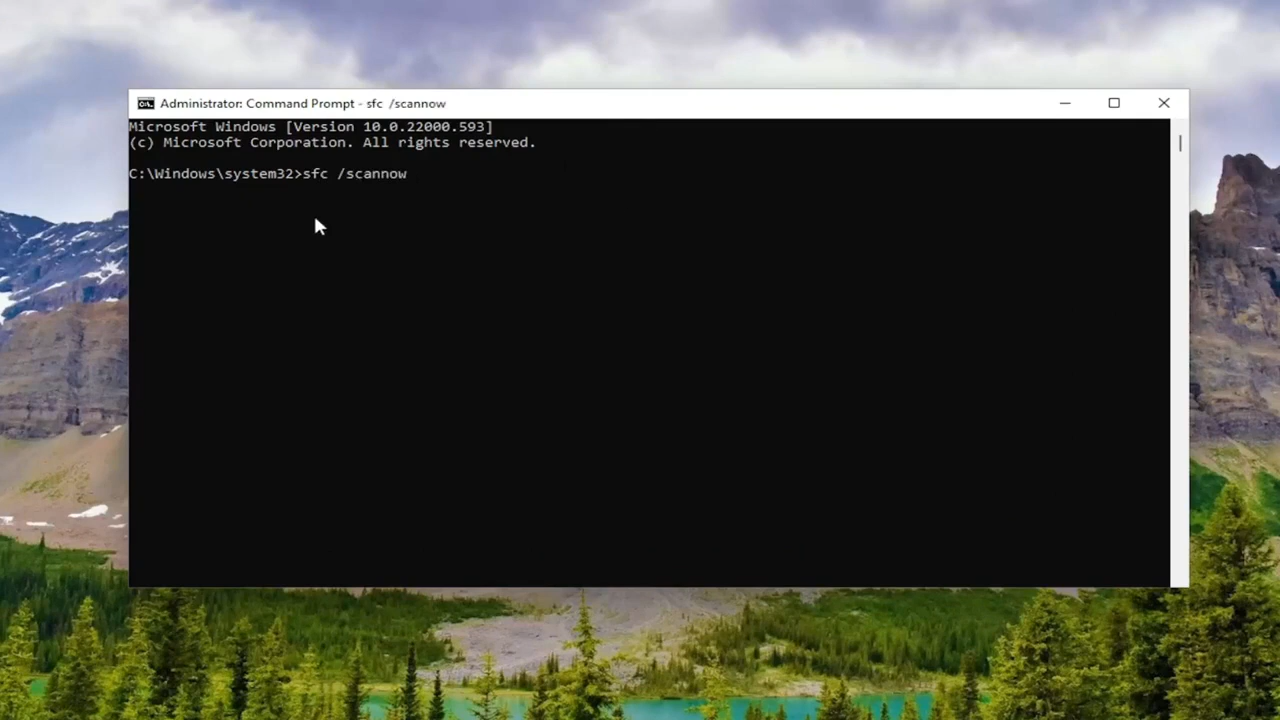 Administrator: Command Prompt - sfc  /scannow
Microsoft Windows [Version 10.0.22000.593]
(c) Microsoft Corporation. All rights reserved.
C:\Windows\system32>sfc /scannow